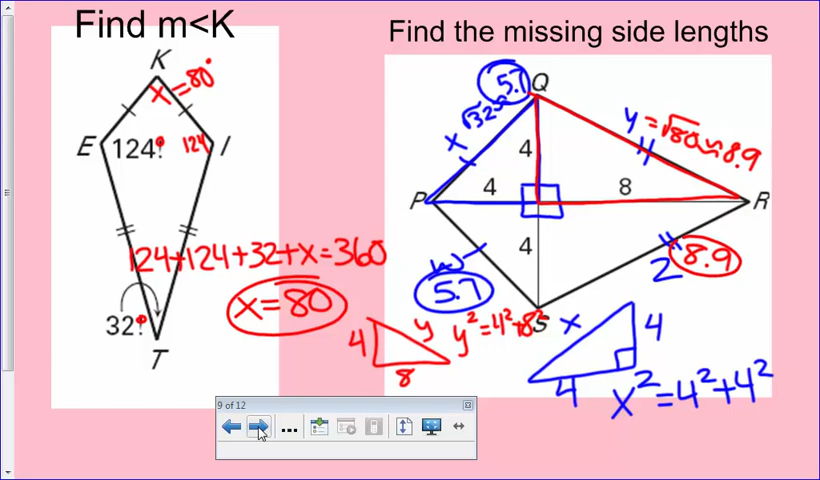 Find m<K
Find the missing side lengths
K
x = 80°
E
124°
124
I
124+124+32+x=360
x = 80
32°
T
Q
5.7
√32≈
x
4
y = √80≈8.9
P
4
8
R
4
w
5.7
z
8.9
S
4
y
8
y²=4²+8²
x
4
4
x²=4²+4²
9 of 12
...